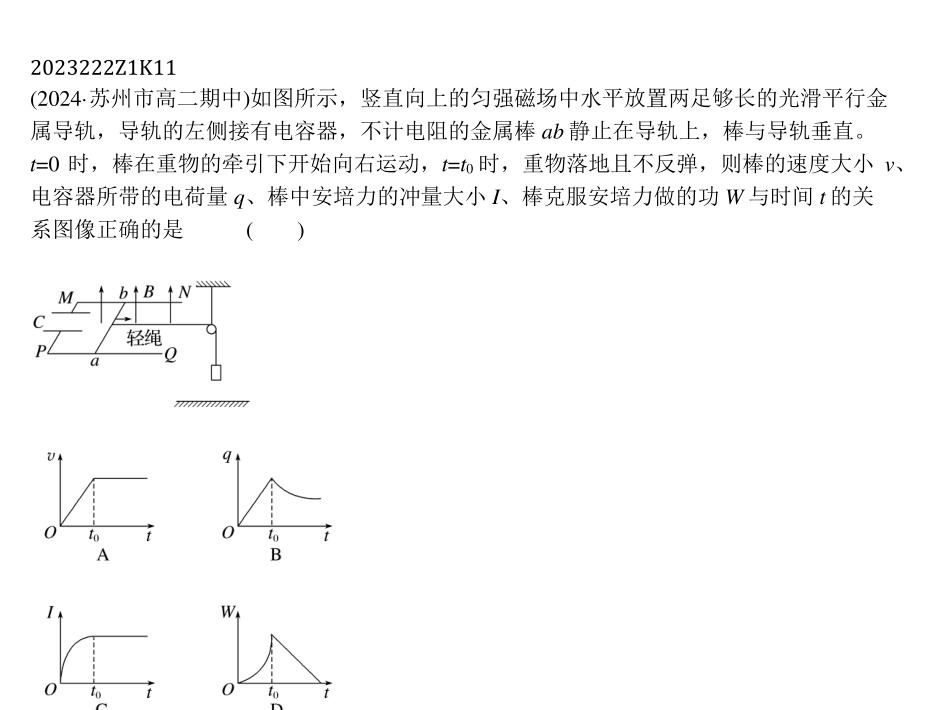 2023222Z1K11
(2024·苏州市高二期中)如图所示，竖直向上的匀强磁场中水平放置两足够长的光滑平行金
属导轨，导轨的左侧接有电容器，不计电阻的金属棒 ab 静止在导轨上，棒与导轨垂直。
t=0 时，棒在重物的牵引下开始向右运动，t=t0 时，重物落地且不反弹，则棒的速度大小 v、
电容器所带的电荷量 q、棒中安培力的冲量大小 I、棒克服安培力做的功 W 与时间 t 的关
系图像正确的是 ( )
M b B N
C
轻绳
P a Q
v q
O t0 t O t0 t
A B
I W
O t0 t O t0 t
C D